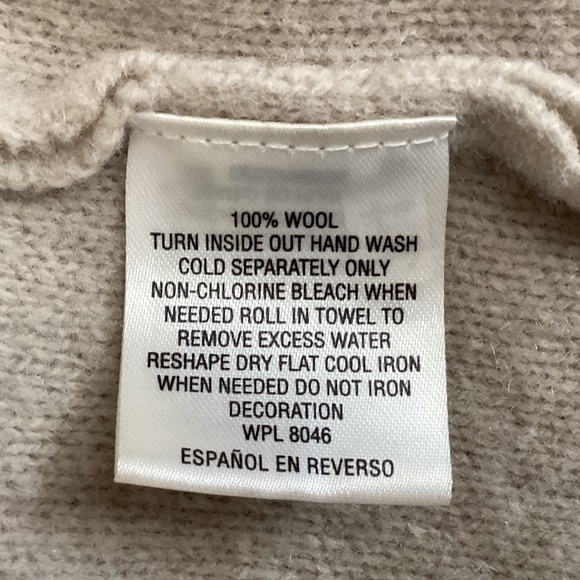 100% WOOL
TURN INSIDE OUT HAND WASH
COLD SEPARATELY ONLY
NON-CHLORINE BLEACH WHEN
NEEDED ROLL IN TOWEL TO
REMOVE EXCESS WATER
RESHAPE DRY FLAT COOL IRON
WHEN NEEDED DO NOT IRON
DECORATION
WPL 8046
ESPAÑOL EN REVERSO